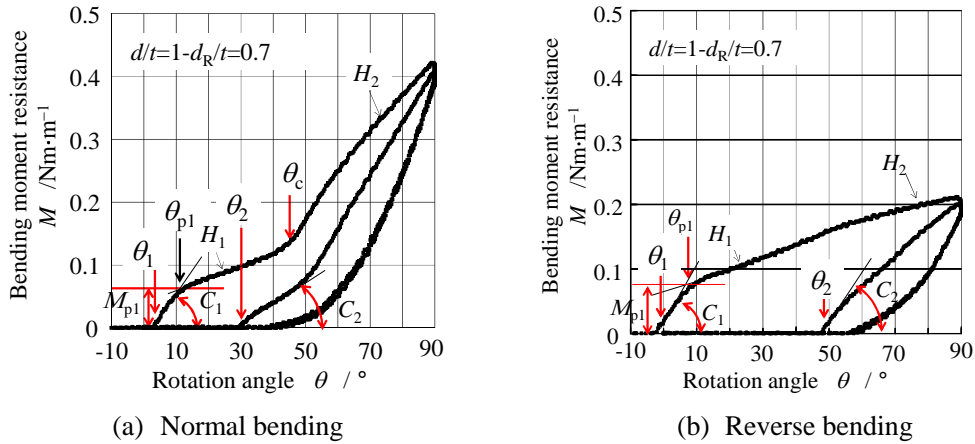 Bending moment resistance
M /Nm·m⁻¹
0.5
0.4
0.3
0.2
0.1
0
d/t=1-dR/t=0.7
H2
θc
θ2
θp1
θ1
H1
Mp1
C1
C2
-10 10 30 50 70 90
Rotation angle θ / °
(a) Normal bending
Bending moment resistance
M /Nm·m⁻¹
0.5
0.4
0.3
0.2
0.1
0
d/t=1-dR/t=0.7
H2
θp1
H1
θ1
θ2
Mp1
C1
C2
-10 10 30 50 70 90
Rotation angle θ / °
(b) Reverse bending